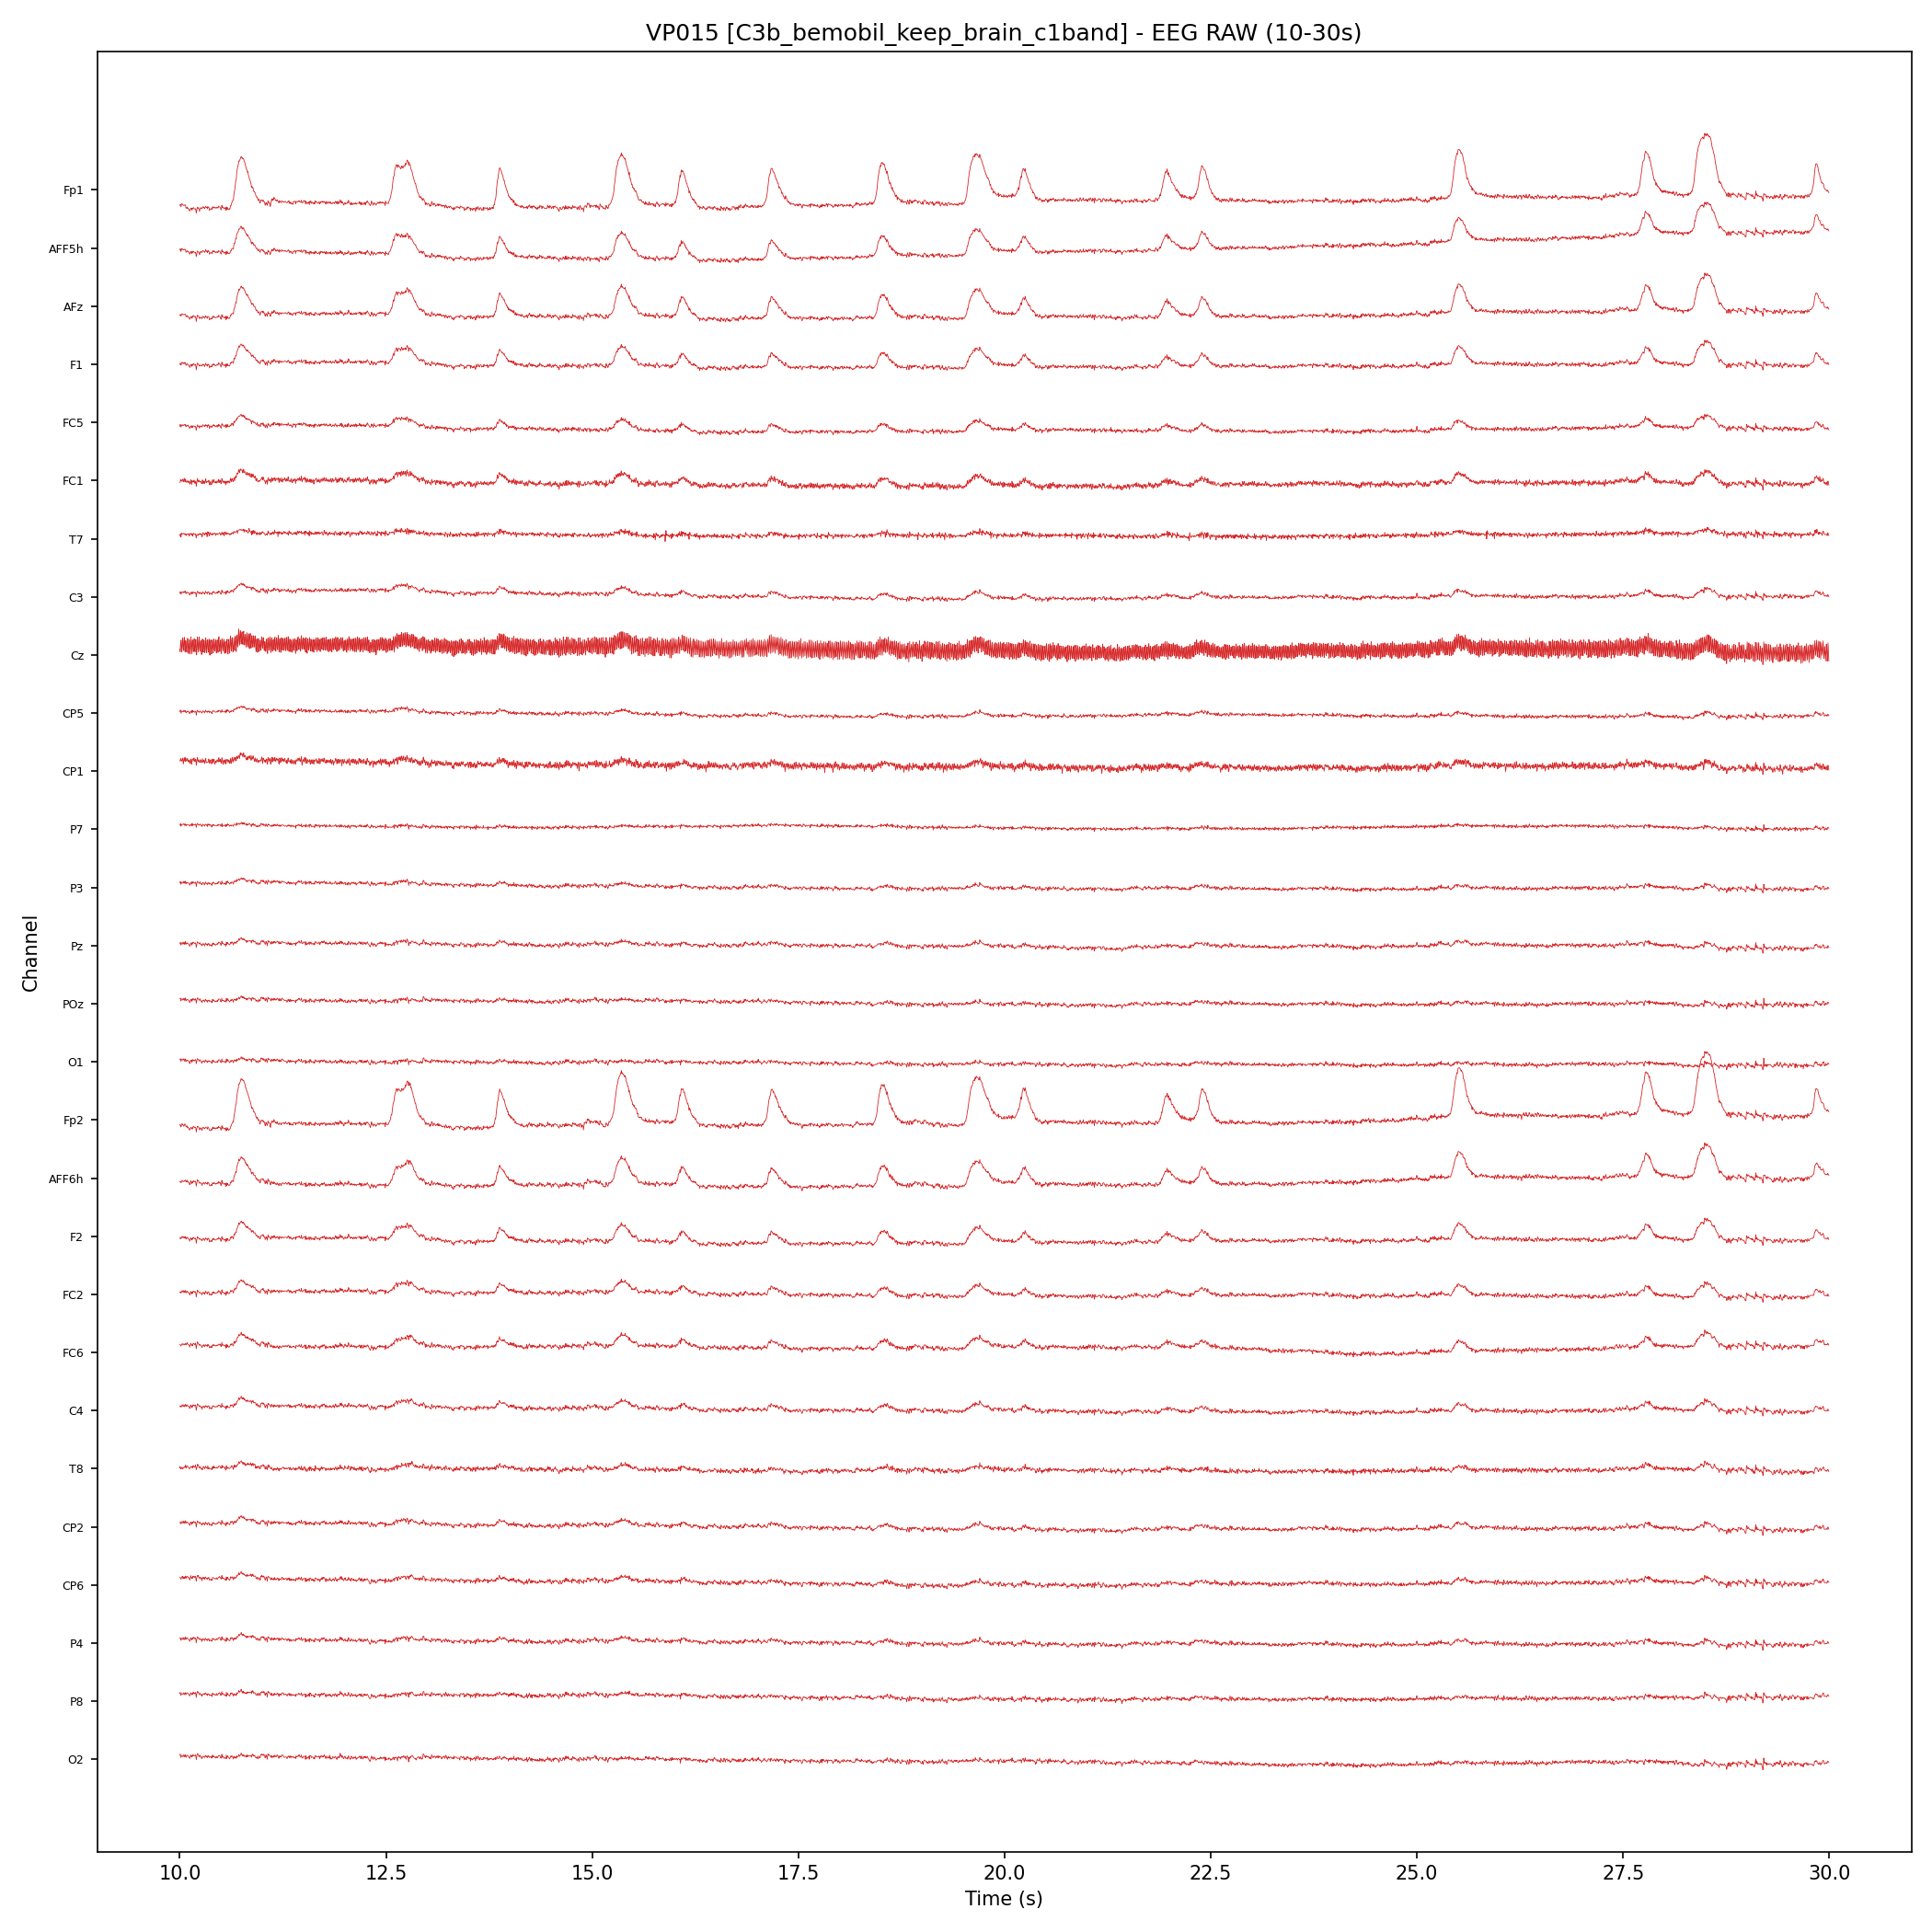 VP015 [C3b_bemobil_keep_brain_c1band] - EEG RAW (10-30s)
Fp1
AFF5h
AFz
F1
FC5
FC1
T7
C3
Cz
CP5
CP1
P7
P3
Pz
POz
O1
Fp2
AFF6h
F2
FC2
FC6
C4
T8
CP2
CP6
P4
P8
O2
Channel
10.0 12.5 15.0 17.5 20.0 22.5 25.0 27.5 30.0
Time (s)